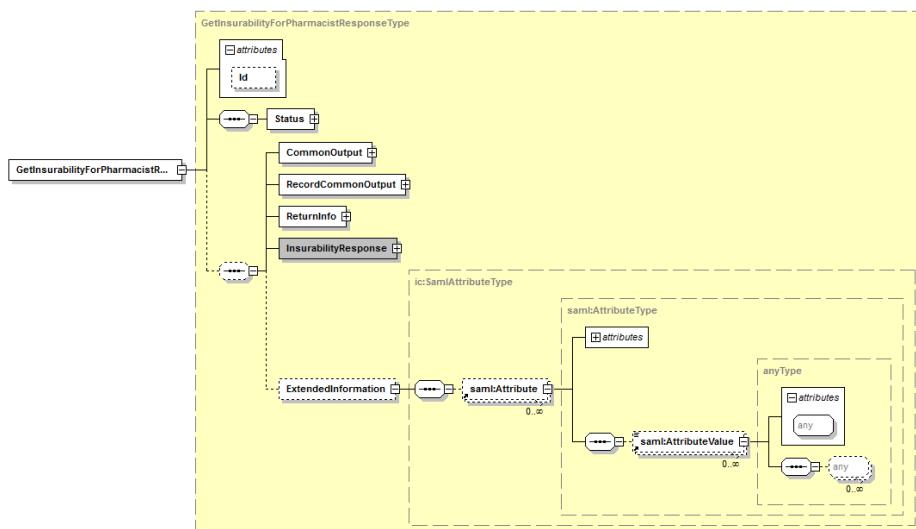 GetInsurabilityForPharmacistResponseType
attributes
Id
Status
GetInsurabilityForPharmacistR...
CommonOutput
RecordCommonOutput
ReturnInfo
InsurabilityResponse
ic:SamlAttributeType
saml:AttributeType
attributes
anyType
ExtendedInformation
saml:Attribute
0..∞
attributes
any
saml:AttributeValue
0..∞
any
0..∞